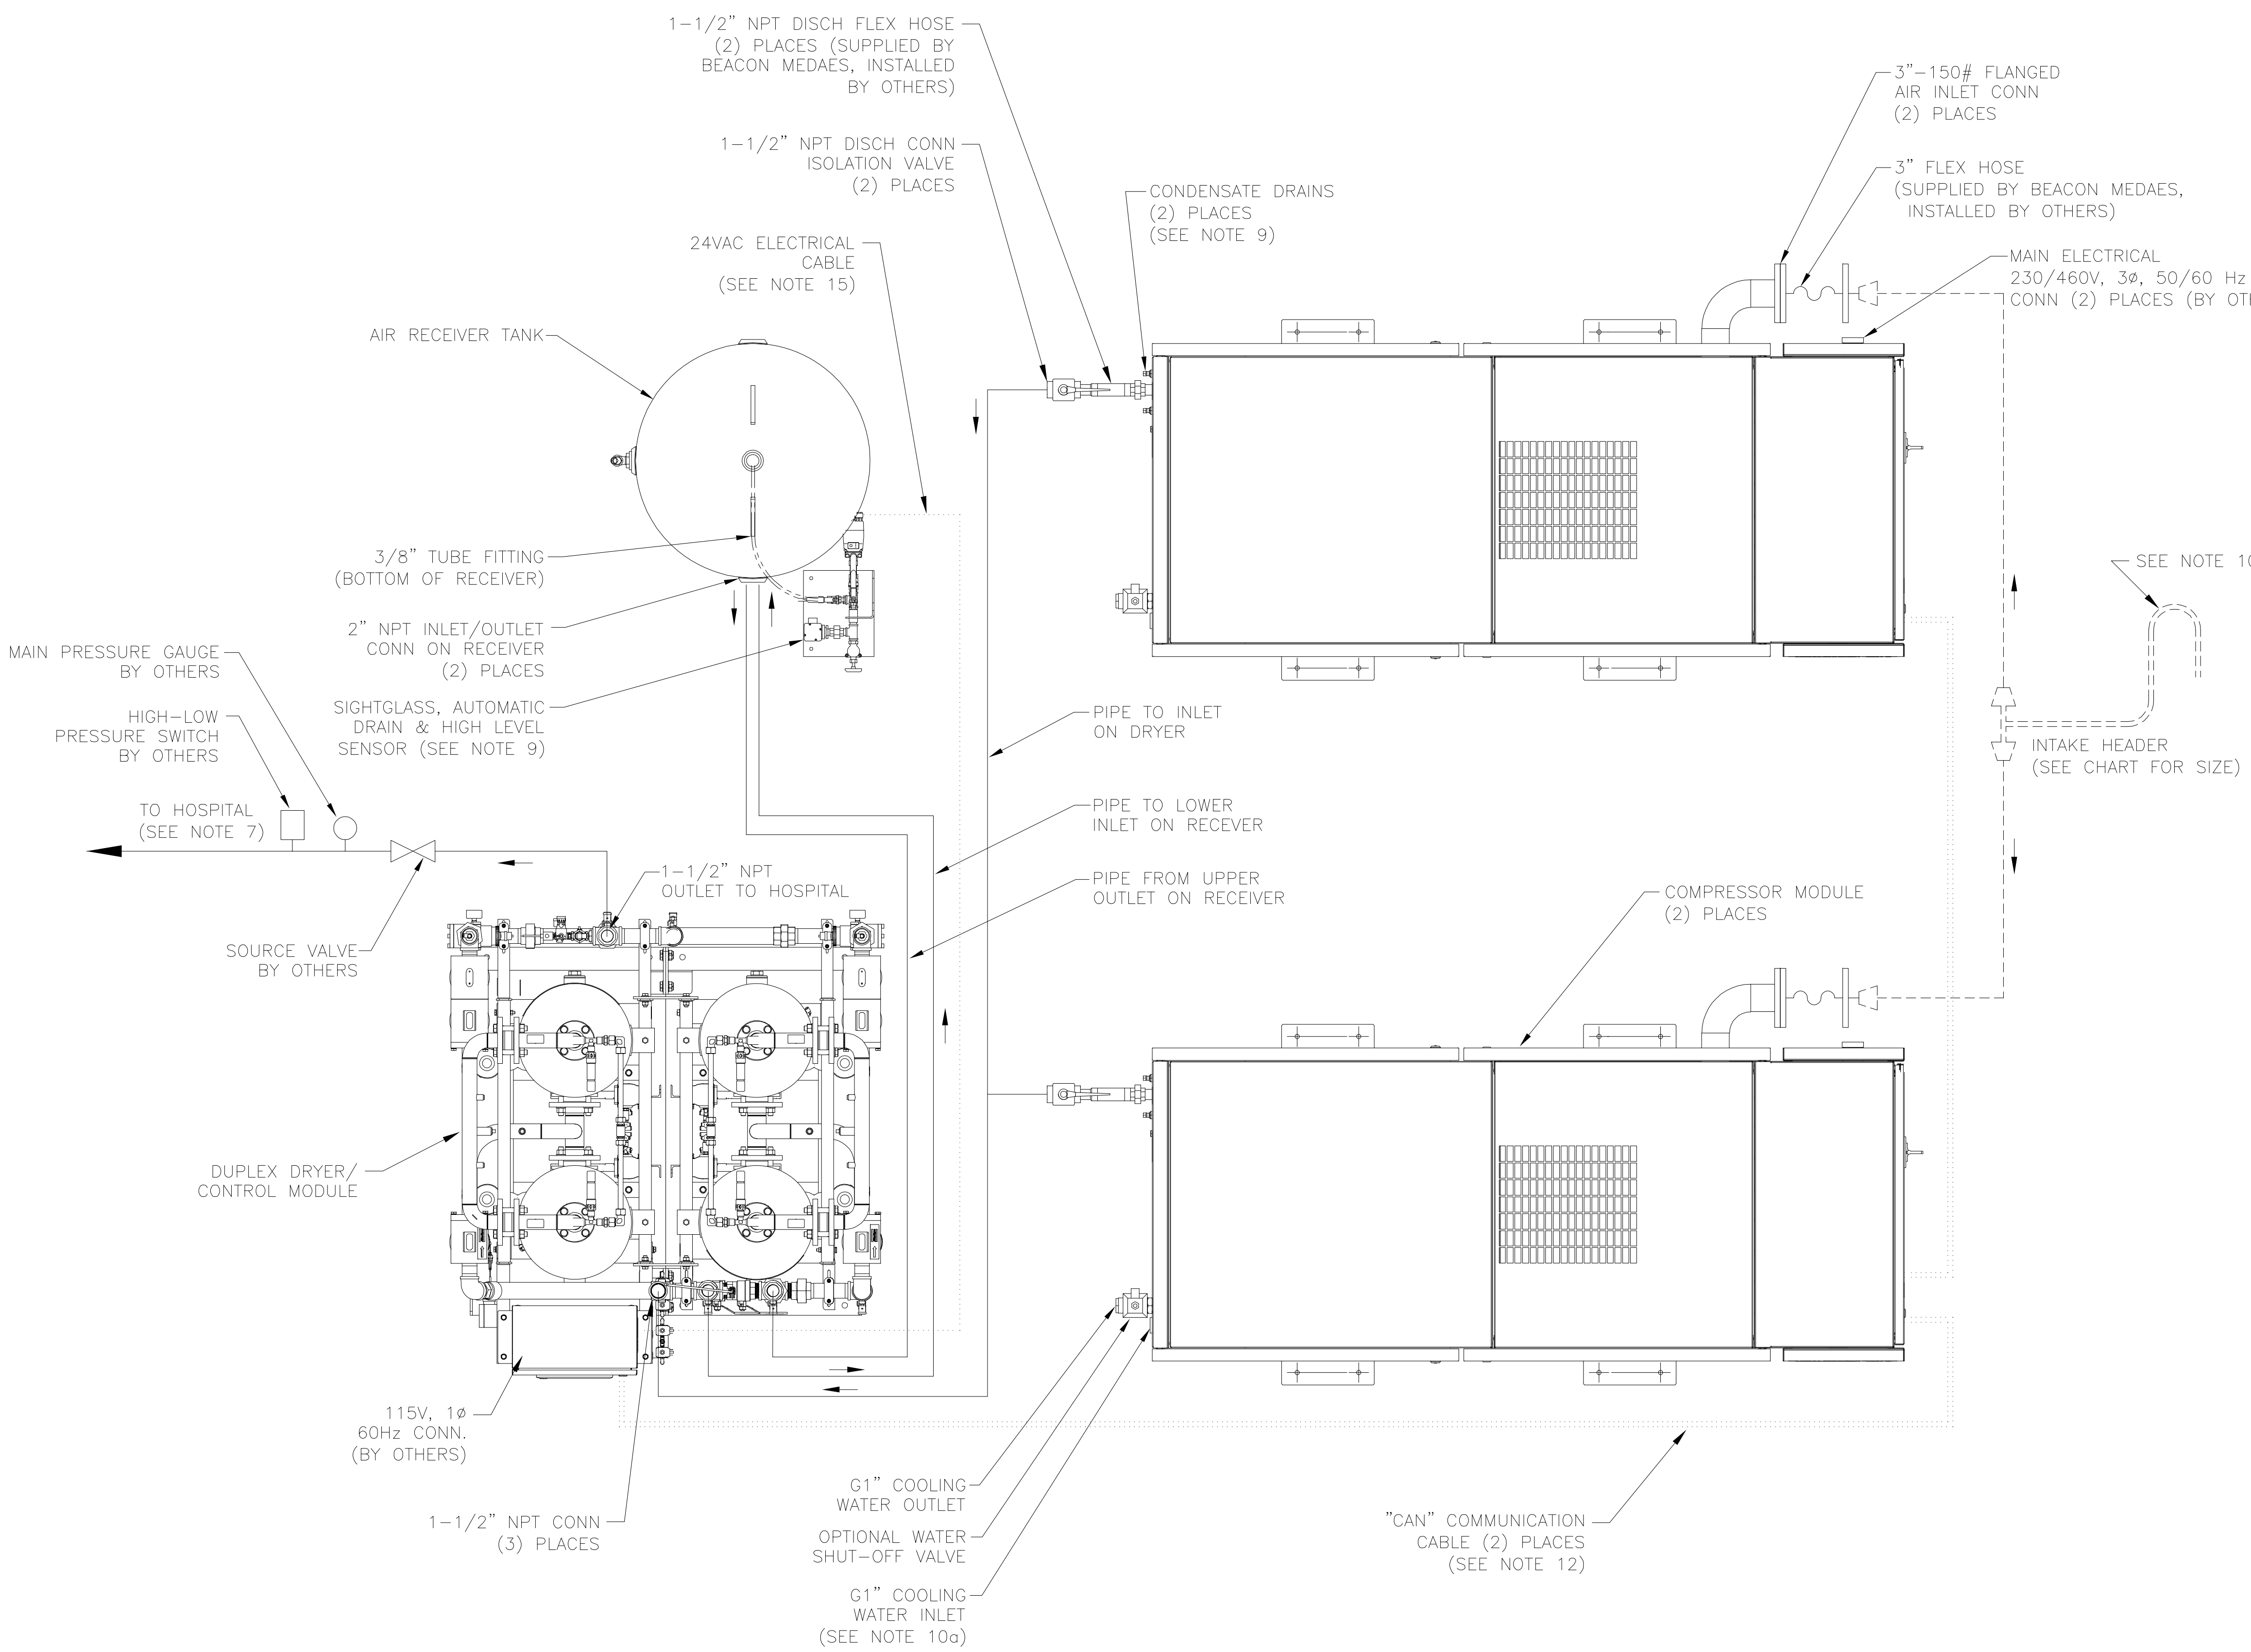 1-1/2” NPT DISCH FLEX HOSE
(2) PLACES (SUPPLIED BY
BEACON MEDAES, INSTALLED
BY OTHERS)
3”-150# FLANGED
AIR INLET CONN
(2) PLACES
1-1/2” NPT DISCH CONN
ISOLATION VALVE
(2) PLACES
3” FLEX HOSE
(SUPPLIED BY BEACON MEDAES,
INSTALLED BY OTHERS)
CONDENSATE DRAINS
(2) PLACES
(SEE NOTE 9)
24VAC ELECTRICAL
CABLE
(SEE NOTE 15)
MAIN ELECTRICAL
230/460V, 3ø, 50/60 Hz
CONN (2) PLACES (BY
AIR RECEIVER TANK
3/8” TUBE FITTING
(BOTTOM OF RECEIVER)
SEE NOTE
2” NPT INLET/OUTLET
CONN ON RECEIVER
(2) PLACES
MAIN PRESSURE GAUGE
BY OTHERS
SIGHTGLASS, AUTOMATIC
DRAIN & HIGH LEVEL
SENSOR (SEE NOTE 9)
HIGH-LOW
PRESSURE SWITCH
BY OTHERS
PIPE TO INLET
ON DRYER
INTAKE HEADER
(SEE CHART FOR SIZE)
TO HOSPITAL
(SEE NOTE 7)
PIPE TO LOWER
INLET ON RECEVER
1-1/2” NPT
OUTLET TO HOSPITAL
PIPE FROM UPPER
OUTLET ON RECEIVER
COMPRESSOR MODULE
(2) PLACES
SOURCE VALVE
BY OTHERS
DUPLEX DRYER/
CONTROL MODULE
115V, 1ø
60Hz CONN.
(BY OTHERS)
1-1/2” NPT CONN
(3) PLACES
G1” COOLING
WATER OUTLET
OPTIONAL WATER
SHUT-OFF VALVE
G1” COOLING
WATER INLET
(SEE NOTE 10a)
”CAN” COMMUNICATION
CABLE (2) PLACES
(SEE NOTE 12)